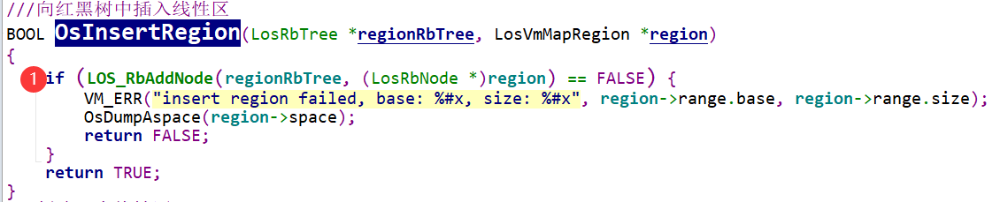 ///向红黑树中插入线性区
BOOL OsInsertRegion(LosRbTree *regionRbTree, LosVmMapRegion *region)
{
1 if (LOS_RbAddNode(regionRbTree, (LosRbNode *)region) == FALSE) {
VM_ERR("insert region failed, base: %#x, size: %#x", region->range.base, region->range.size);
OsDumpAspace(region->space);
return FALSE;
}
return TRUE;
}